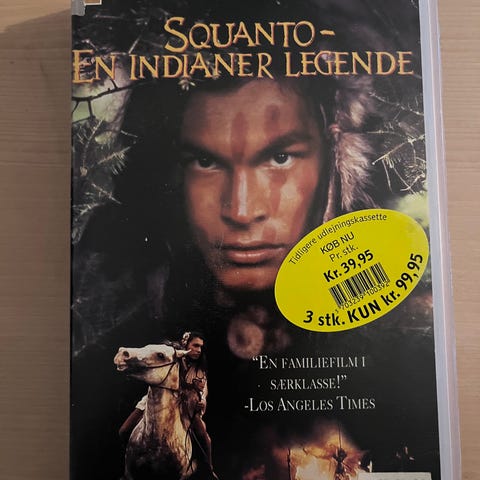 SQUANTO-
EN INDIANER LEGENDE
Tidligere udlejningskassette
KØB NU
Pr. stk.
Kr. 39,95
5703239100392
3 stk. KUN kr. 99,95
"EN FAMILIEFILM I
SÆRKLASSE!"
-LOS ANGELES TIMES